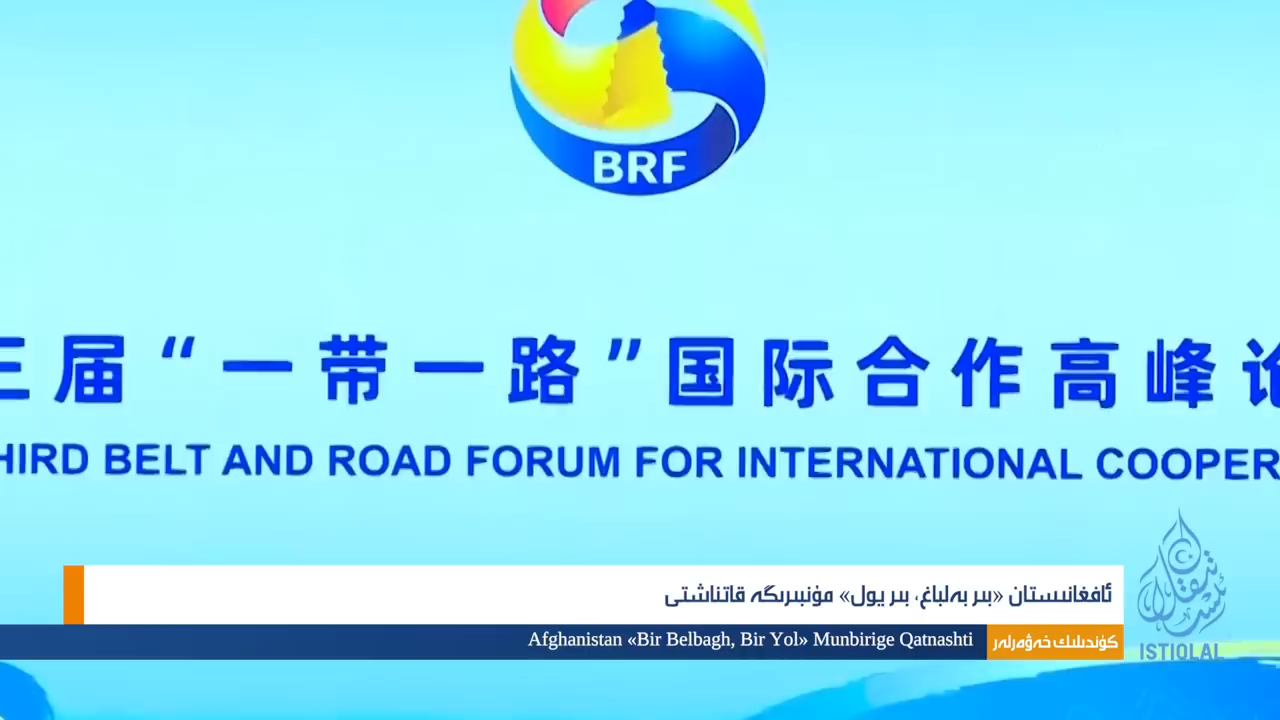 BRF
三届“一带一路”国际合作高峰论
HIRD BELT AND ROAD FORUM FOR INTERNATIONAL COOPER
ئافغانىستان «بىر بەلباغ، بىر يول» مۇنبىرىگە قاتناشتى
Afghanistan «Bir Belbagh, Bir Yol» Munbirige Qatnashti
كۈندىلىك خەۋەرلەر
ISTIQLAL